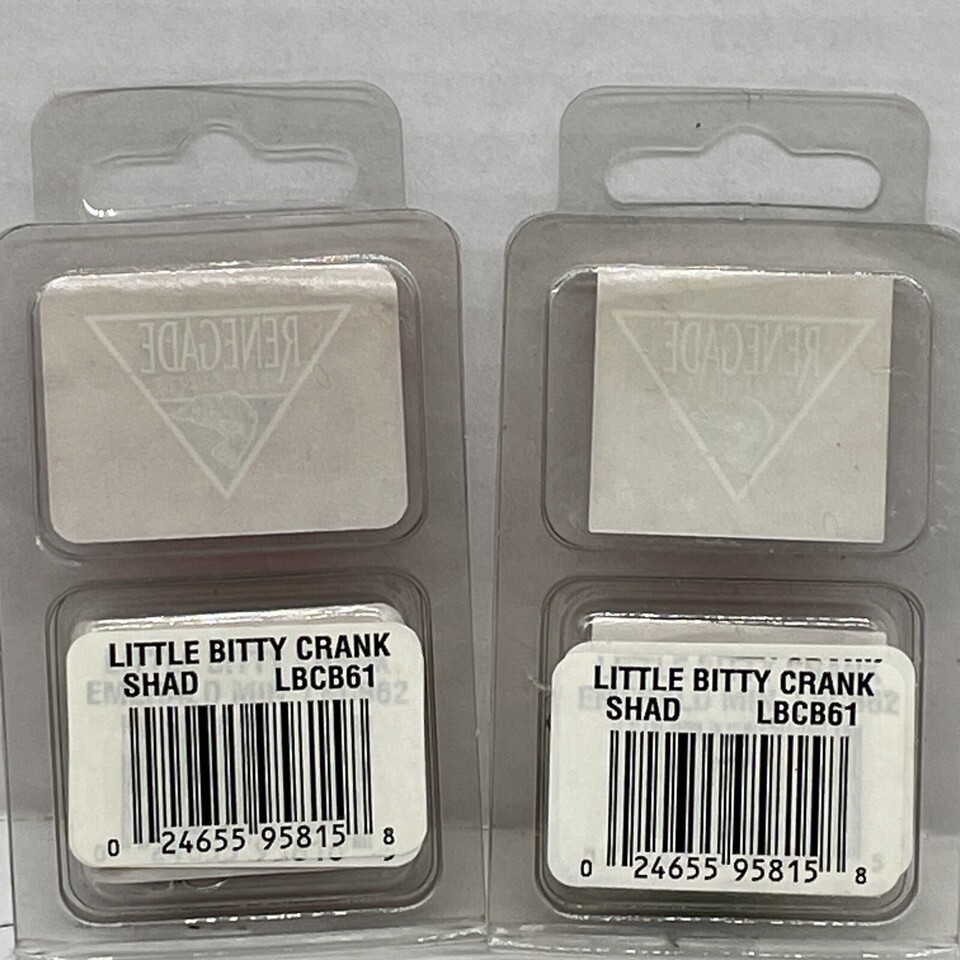 RENEGADE
LITTLE BITTY CRANK
SHAD LBCB61
0 24655 95815 8
RENEGADE
LITTLE BITTY CRANK
SHAD LBCB61
0 24655 95815 8